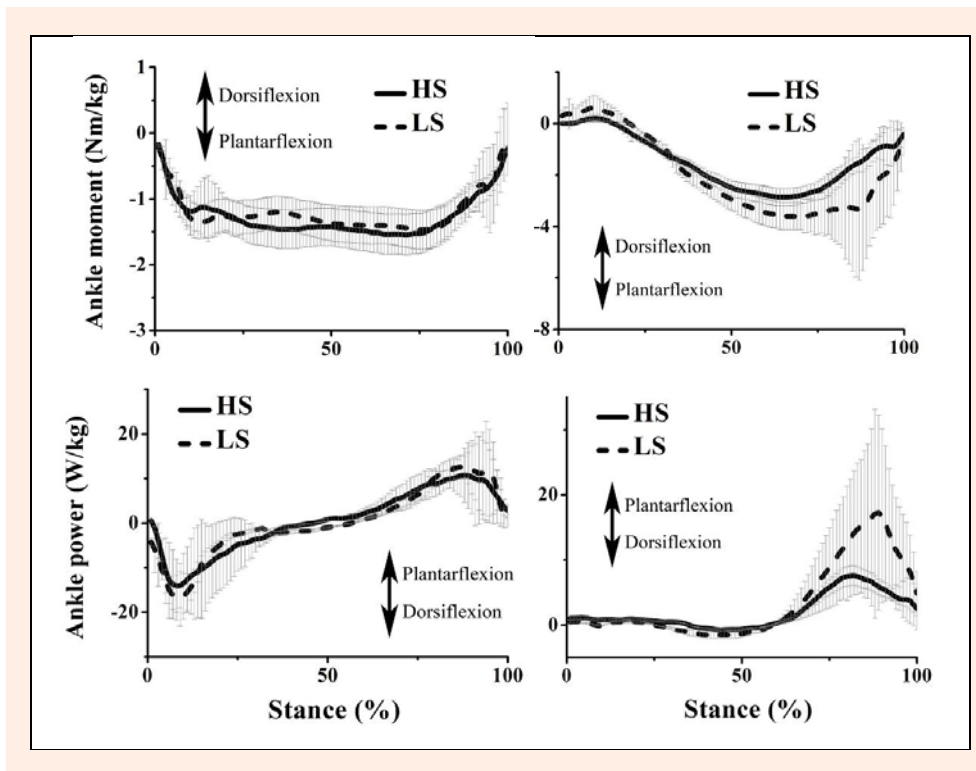 Ankle moment (Nm/kg)
1
0
-1
-2
-3
0
50
100
Dorsiflexion
Plantarflexion
HS
LS
0
-4
-8
0
50
100
HS
LS
Dorsiflexion
Plantarflexion
Ankle power (W/kg)
20
0
-20
0
50
100
HS
LS
Plantarflexion
Dorsiflexion
Stance (%)
20
0
0
50
100
HS
LS
Plantarflexion
Dorsiflexion
Stance (%)